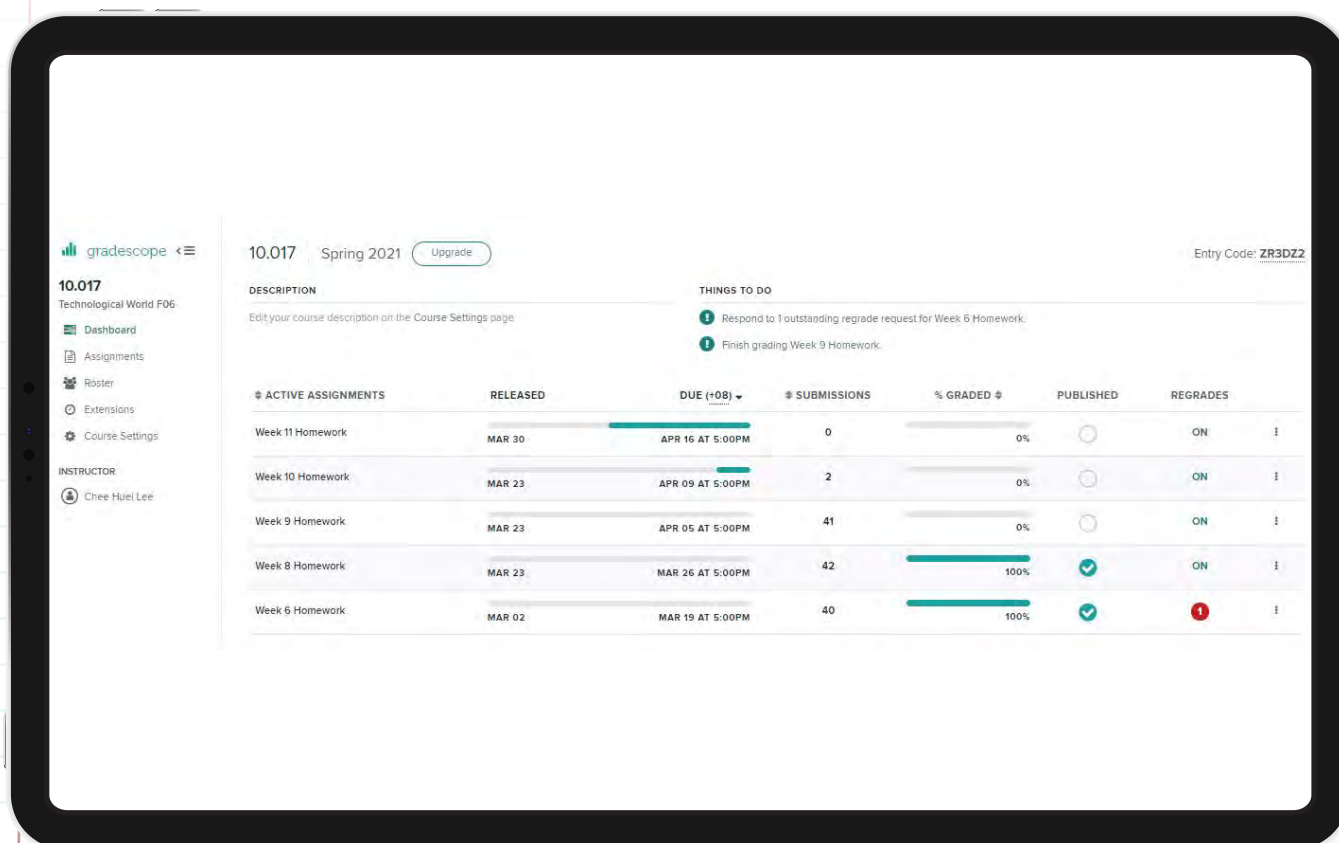 gradescope
10.017
Technological World F06
Dashboard
Assignments
Roster
Extensions
Course Settings
INSTRUCTOR
Chee Huei Lee
10.017 Spring 2021 Upgrade
Entry Code: ZR3DZ2
DESCRIPTION
Edit your course description on the Course Settings page
THINGS TO DO
! Respond to 1 outstanding regrade request for Week 6 Homework.
! Finish grading Week 9 Homework.
ACTIVE ASSIGNMENTS RELEASED DUE (+08) SUBMISSIONS % GRADED PUBLISHED REGRADES
Week 11 Homework MAR 30 APR 16 AT 5:00PM 0 0% ON
Week 10 Homework MAR 23 APR 09 AT 5:00PM 2 0% ON
Week 9 Homework MAR 23 APR 05 AT 5:00PM 41 0% ON
Week 8 Homework MAR 23 MAR 26 AT 5:00PM 42 100% ON
Week 6 Homework MAR 02 MAR 19 AT 5:00PM 40 100% 1